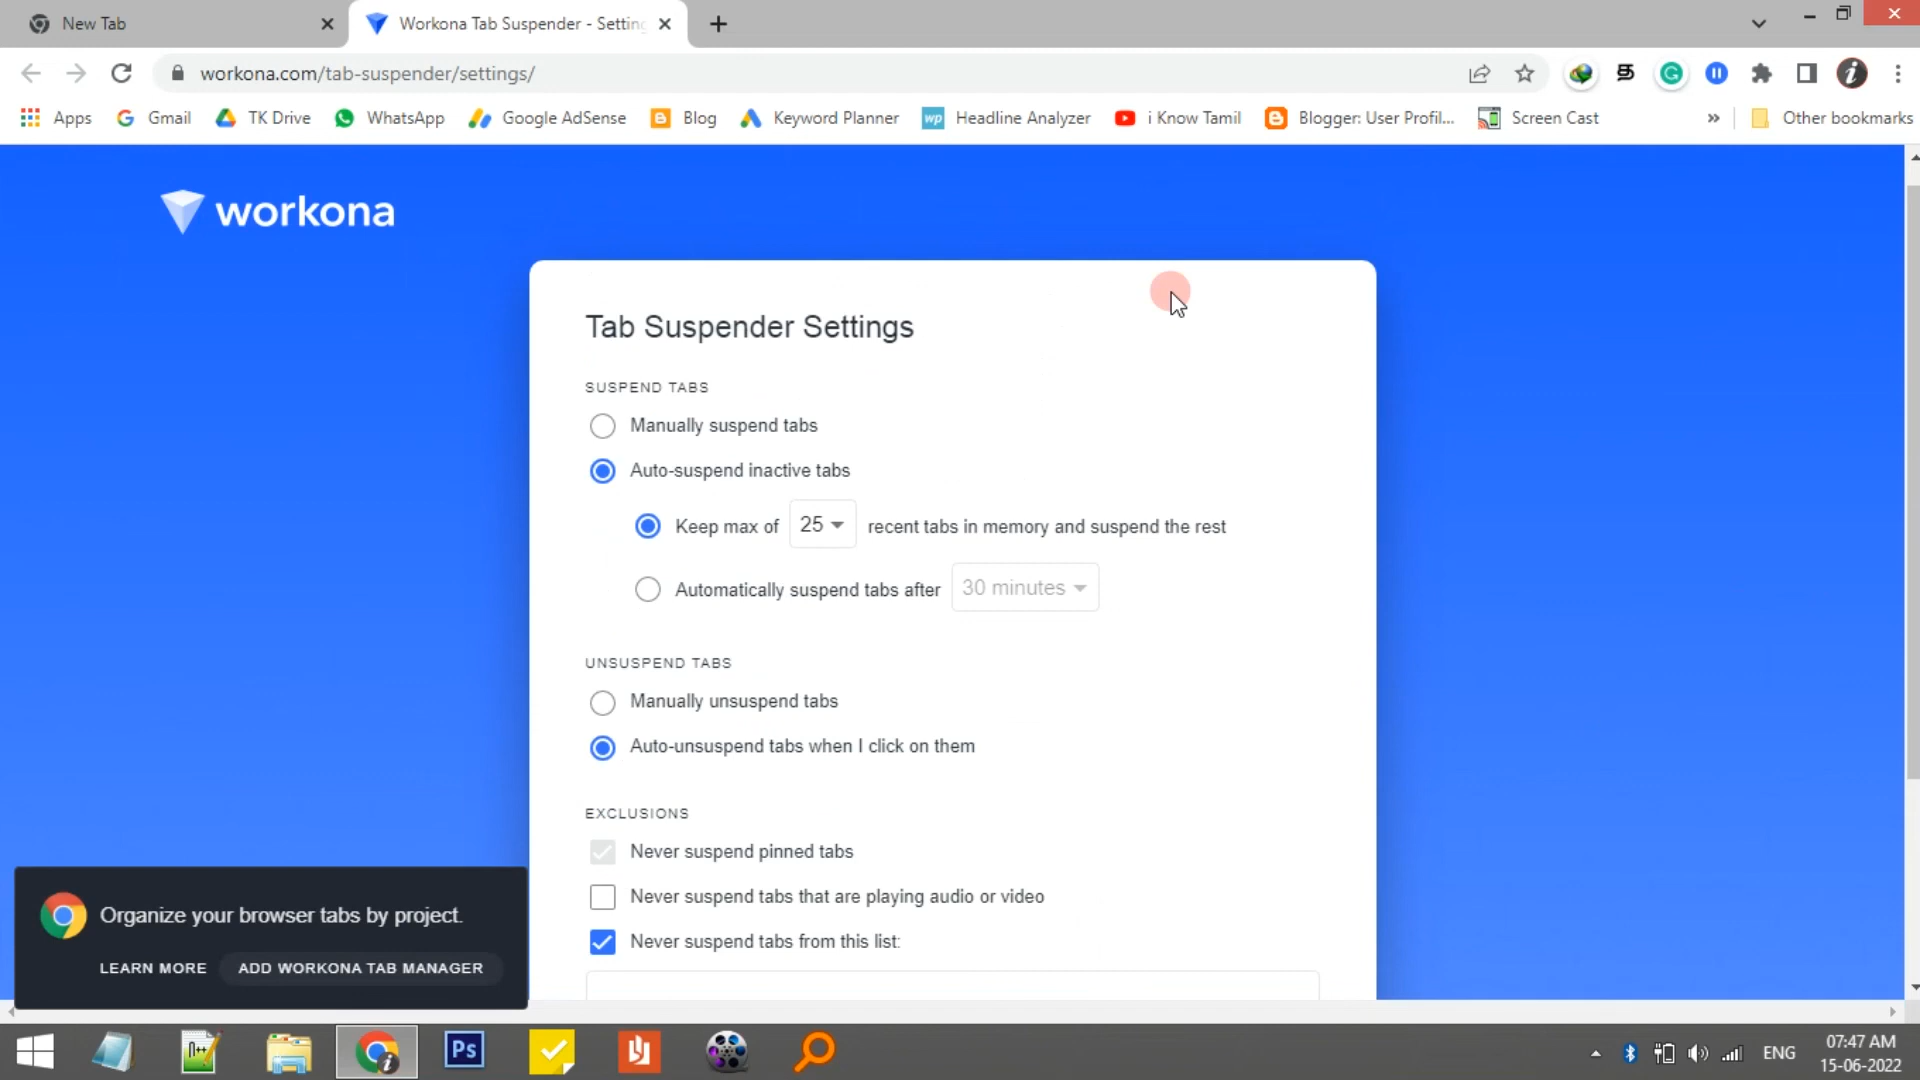 New Tab
Workona Tab Suspender - Setting
workona.com/tab-suspender/settings/
Apps
Gmail
TK Drive
WhatsApp
Google AdSense
Blog
Keyword Planner
wp
Headline Analyzer
i Know Tamil
Blogger: User Profil...
Screen Cast
»
Other bookmarks
workona
Tab Suspender Settings
SUSPEND TABS
Manually suspend tabs
Auto-suspend inactive tabs
Keep max of 25 recent tabs in memory and suspend the rest
Automatically suspend tabs after 30 minutes
UNSUSPEND TABS
Manually unsuspend tabs
Auto-unsuspend tabs when I click on them
EXCLUSIONS
Never suspend pinned tabs
Never suspend tabs that are playing audio or video
Never suspend tabs from this list:
Organize your browser tabs by project.
LEARN MORE
ADD WORKONA TAB MANAGER
n++
Ps
ENG
07:47 AM
15-06-2022